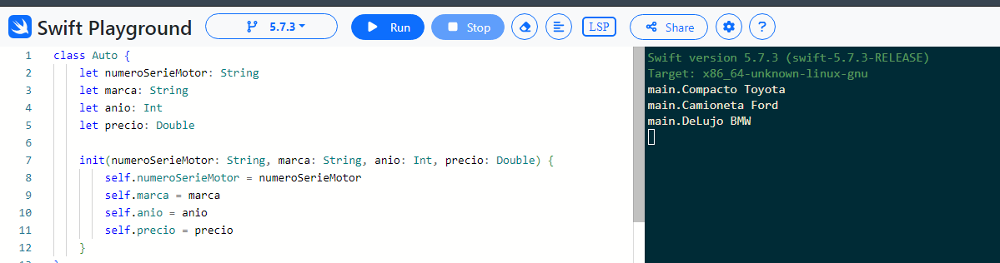 Swift Playground 5.7.3 Run Stop LSP Share ?
1 class Auto {
2 let numeroSerieMotor: String
3 let marca: String
4 let anio: Int
5 let precio: Double
6
7 init(numeroSerieMotor: String, marca: String, anio: Int, precio: Double) {
8 self.numeroSerieMotor = numeroSerieMotor
9 self.marca = marca
10 self.anio = anio
11 self.precio = precio
12 }
Swift version 5.7.3 (swift-5.7.3-RELEASE)
Target: x86_64-unknown-linux-gnu
main.Compacto Toyota
main.Camioneta Ford
main.DeLujo BMW